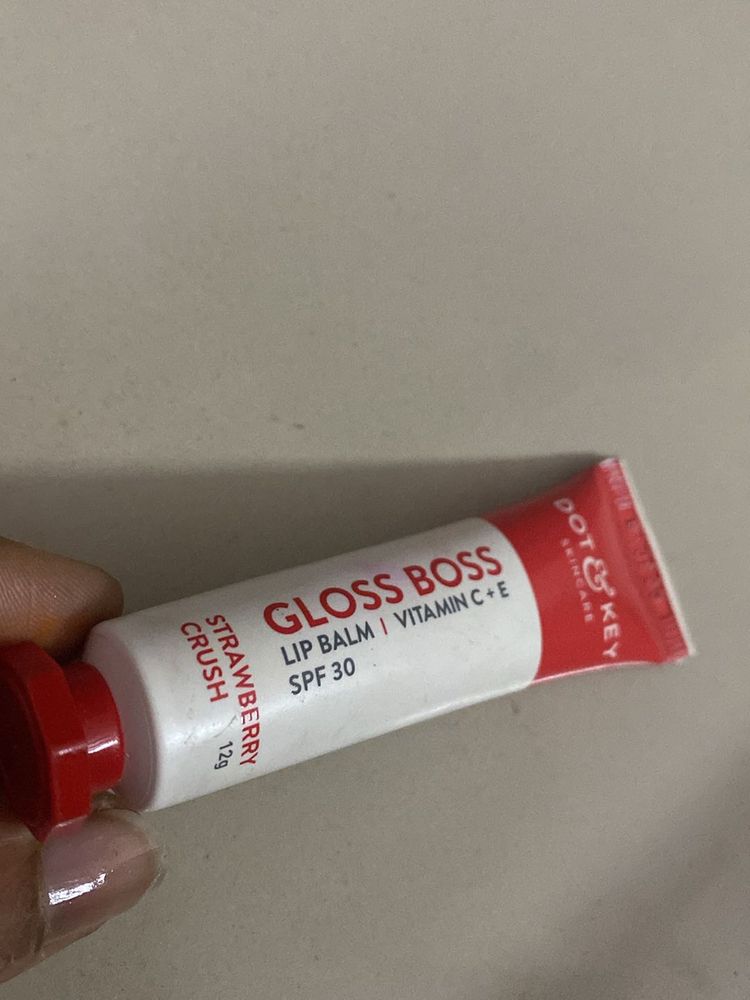 DOT & KEY
SKINCARE
GLOSS BOSS
LIP BALM | VITAMIN C+E
SPF 30
STRAWBERRY
CRUSH
12g